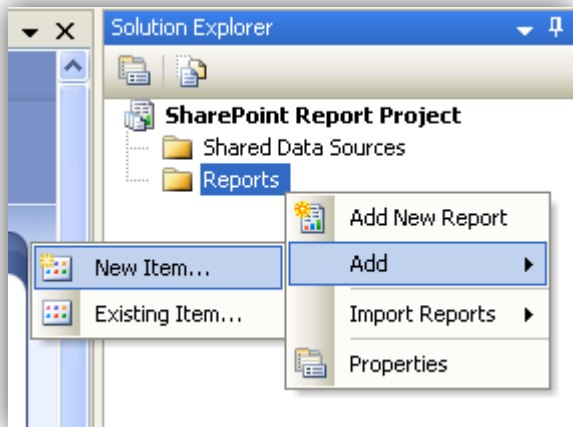 Solution Explorer
SharePoint Report Project
Shared Data Sources
Reports
Add New Report
Add
New Item...
Existing Item...
Import Reports
Properties